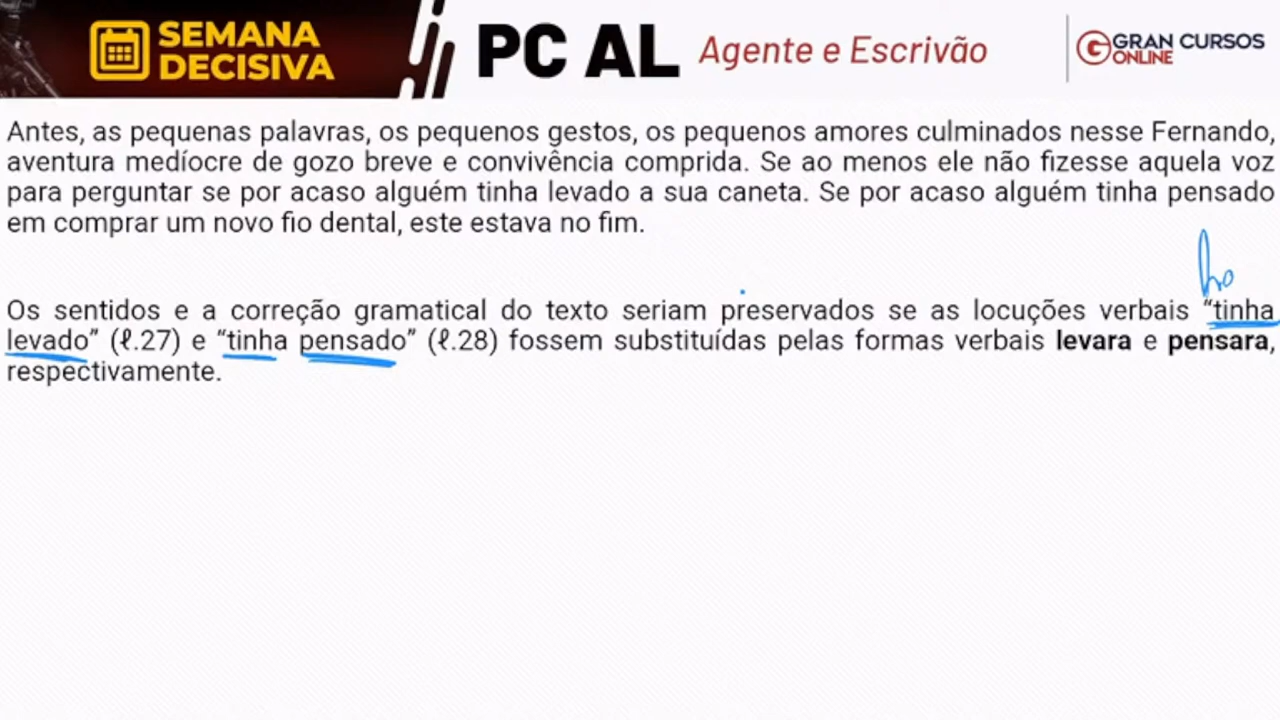 SEMANA
DECISIVA
PC AL Agente e Escrivão
GRAN CURSOS
ONLINE
Antes, as pequenas palavras, os pequenos gestos, os pequenos amores culminados nesse Fernando,
aventura medíocre de gozo breve e convivência comprida. Se ao menos ele não fizesse aquela voz
para perguntar se por acaso alguém tinha levado a sua caneta. Se por acaso alguém tinha pensado
em comprar um novo fio dental, este estava no fim.
Os sentidos e a correção gramatical do texto seriam preservados se as locuções verbais “tinha
levado” (ℓ.27) e “tinha pensado” (ℓ.28) fossem substituídas pelas formas verbais levara e pensara,
respectivamente.